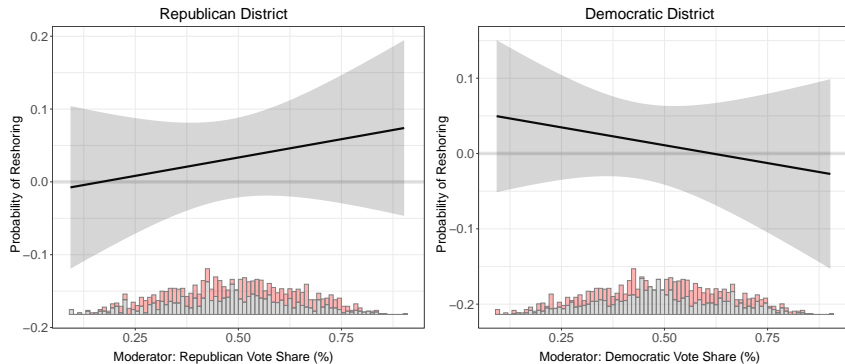 Republican District
Democratic District
Probability of Reshoring
0.2
0.1
0.0
−0.1
−0.2
0.25
0.50
0.75
Moderator: Republican Vote Share (%)
Probability of Reshoring
0.1
0.0
−0.1
−0.2
0.25
0.50
0.75
Moderator: Democratic Vote Share (%)